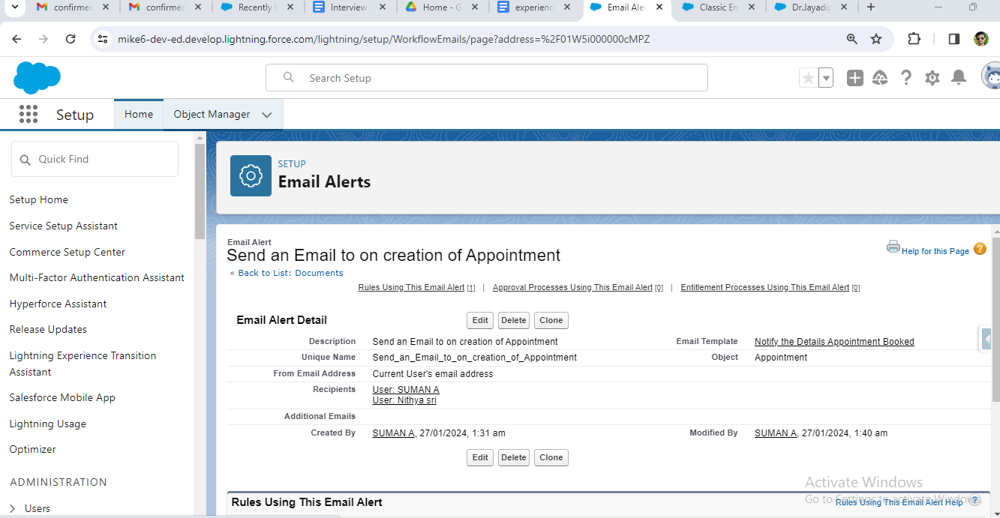 confirmed
confirmed
Recently
Interview
Home - G
experienc
Email Ale
Classic Em
Dr.Jayadip
mike6-dev-ed.develop.lightning.force.com/lightning/setup/WorkflowEmails/page?address=%2F01W5i000000cMPZ
Search Setup
Setup
Home
Object Manager
Quick Find
Setup Home
Service Setup Assistant
Commerce Setup Center
Multi-Factor Authentication Assistant
Hyperforce Assistant
Release Updates
Lightning Experience Transition
Assistant
Salesforce Mobile App
Lightning Usage
Optimizer
ADMINISTRATION
Users
SETUP
Email Alerts
Email Alert
Send an Email to on creation of Appointment
« Back to List: Documents
Help for this Page
Rules Using This Email Alert [1] | Approval Processes Using This Email Alert [0] | Entitlement Processes Using This Email Alert [0]
Email Alert Detail Edit Delete Clone
Description Send an Email to on creation of Appointment Email Template Notify the Details Appointment Booked
Unique Name Send_an_Email_to_on_creation_of_Appointment Object Appointment
From Email Address Current User's email address
Recipients User: SUMAN A
User: Nithya sri
Additional Emails
Created By SUMAN A, 27/01/2024, 1:31 am Modified By SUMAN A, 27/01/2024, 1:40 am
Edit Delete Clone
Activate Windows
Go to Settings to activate Windows.
Rules Using This Email Alert
Rules Using This Email Alert Help ?